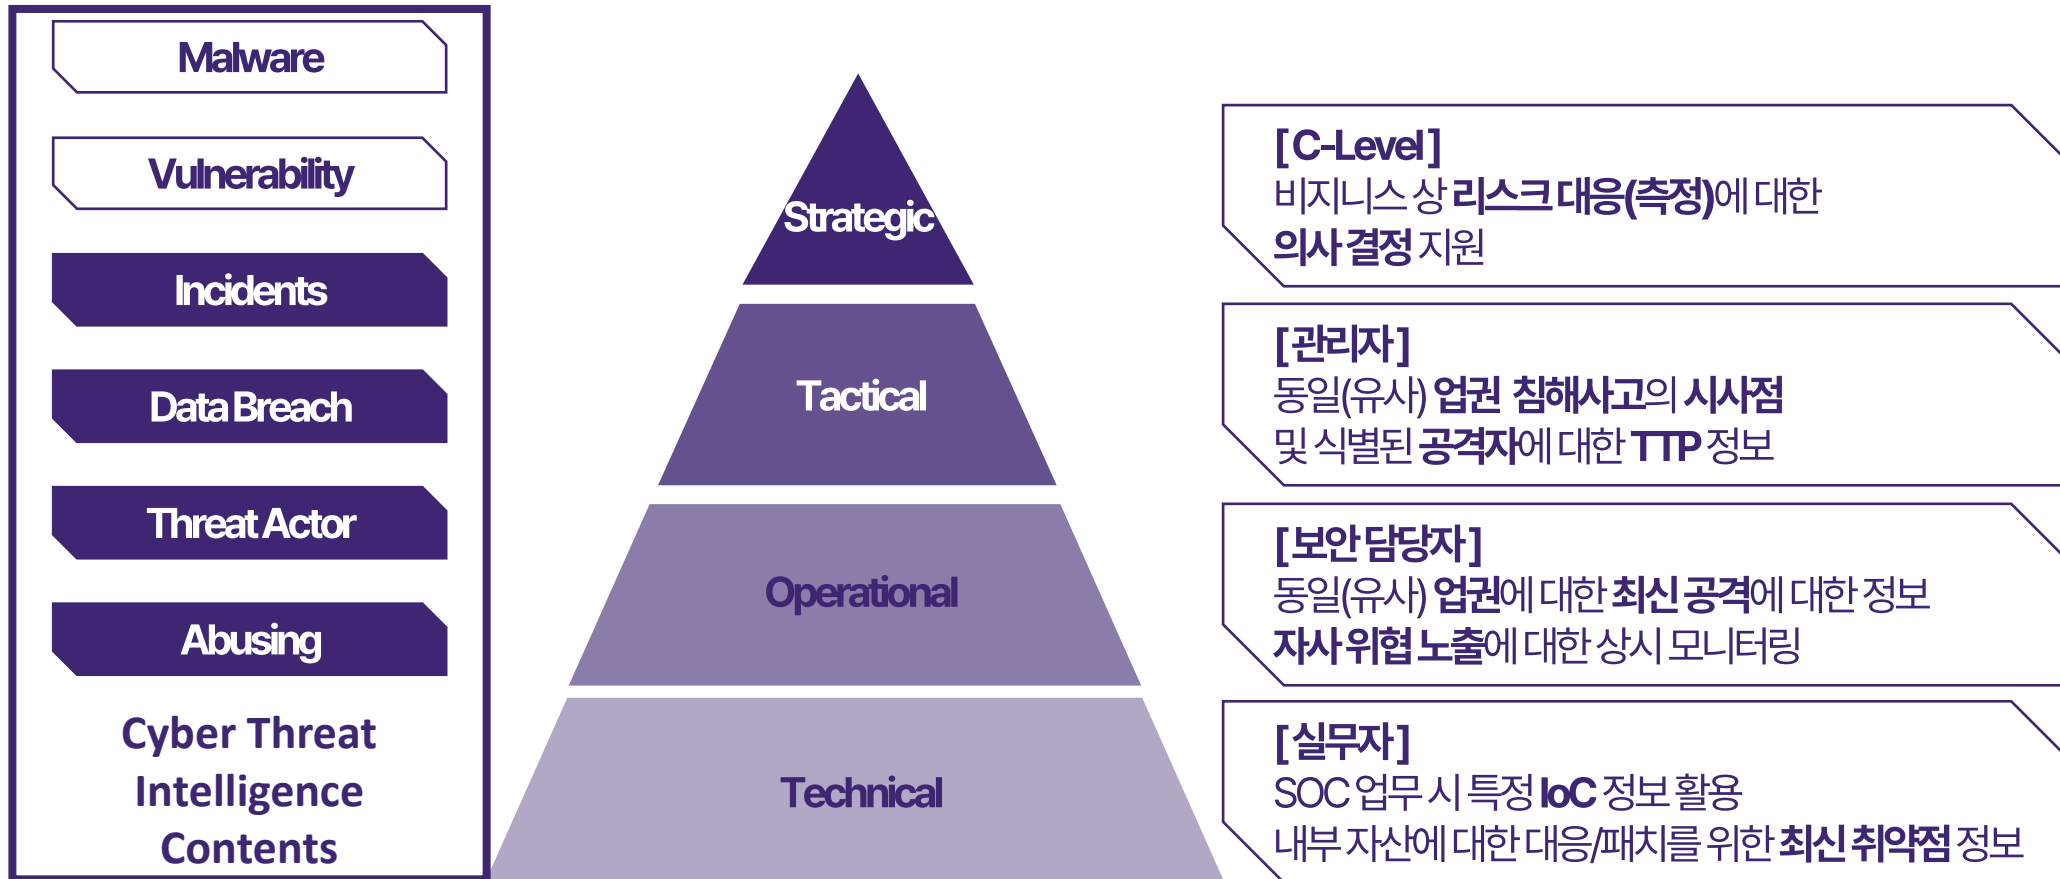 Malware
Vulnerability
Incidents
Data Breach
Threat Actor
Abusing
Cyber Threat
Intelligence
Contents
Strategic
Tactical
Operational
Technical
[ C-Level ]
비지니스 상 리스크 대응(측정)에 대한
의사 결정 지원
[ 관리자 ]
동일(유사) 업권 침해사고의 시사점
및 식별된 공격자에 대한 TTP 정보
[ 보안 담당자 ]
동일(유사) 업권에 대한 최신 공격에 대한 정보
자사 위협 노출에 대한 상시 모니터링
[ 실무자 ]
SOC 업무 시 특정 IoC 정보 활용
내부 자산에 대한 대응/패치를 위한 최신 취약점 정보